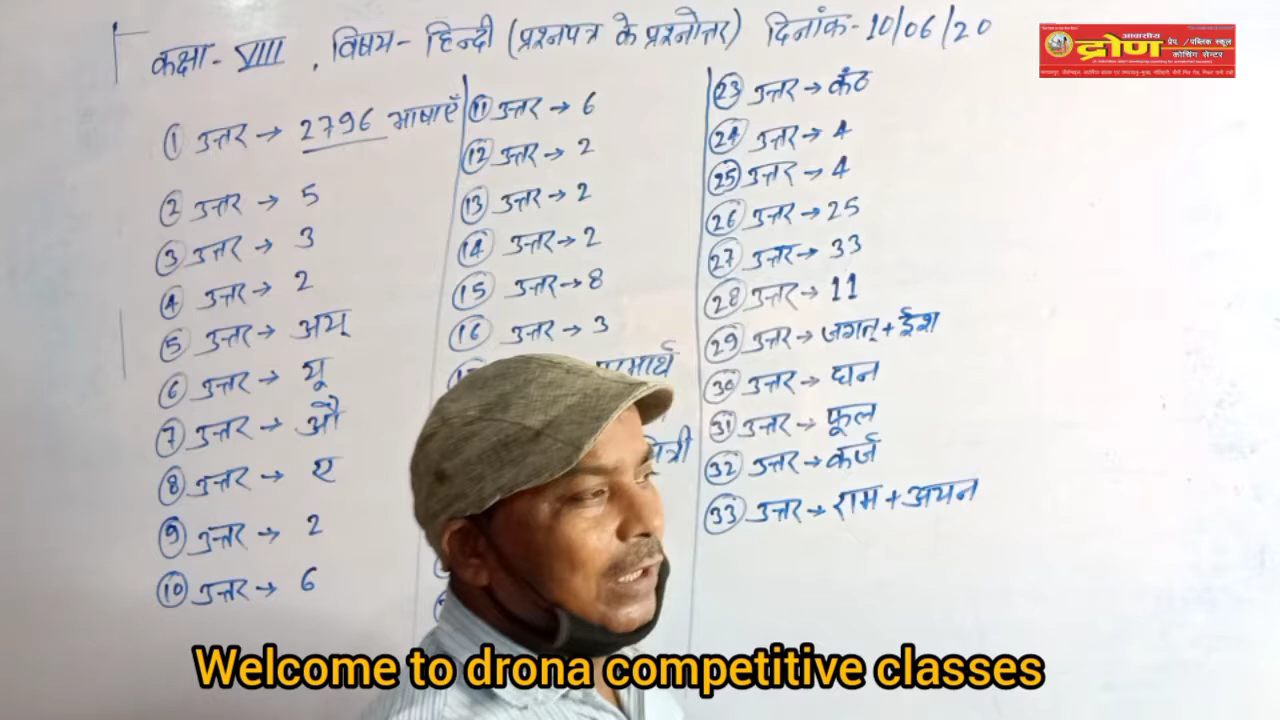 कक्षा- VIII , विषय- हिन्दी (प्रश्नपत्र के प्रश्नोत्तर) दिनांक-10/06/20
① उत्तर → 2796 भाषाएँ
② उत्तर → 5
③ उत्तर → 3
④ उत्तर → 2
⑤ उत्तर → अय्
⑥ उत्तर → यू
⑦ उत्तर → औ
⑧ उत्तर → ए
⑨ उत्तर → 2
⑩ उत्तर → 6
⑪ उत्तर → 6
⑫ उत्तर → 2
⑬ उत्तर → 2
⑭ उत्तर → 2
⑮ उत्तर → 8
⑯ उत्तर → 3
㉓ उत्तर → कंठ
㉔ उत्तर → 4
㉕ उत्तर → 4
㉖ उत्तर → 25
㉗ उत्तर → 33
㉘ उत्तर → 11
㉙ उत्तर → जगत् + ईश
㉚ उत्तर → घन
㉛ उत्तर → फूल
㉜ उत्तर → कर्ज
㉝ उत्तर → राम + अयन
आवासीय
द्रोण प्रेप. / पब्लिक स्कूल
कोचिंग सेन्टर
Welcome to drona competitive classes